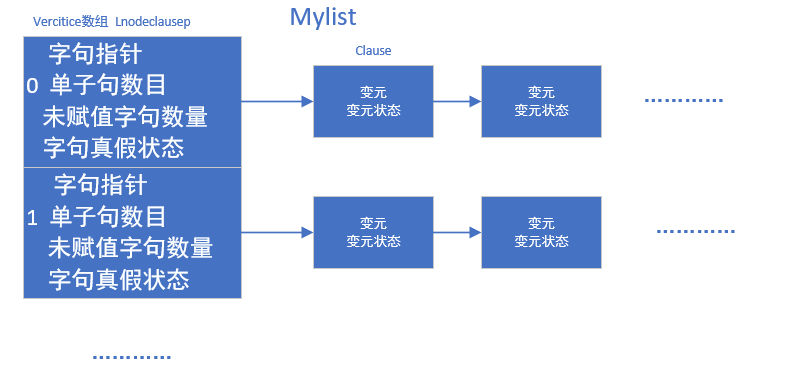 Mylist
Vercitice数组 Lnodeclausep
Clause
字句指针
0 单子句数目
未赋值字句数量
字句真假状态
变元
变元状态
变元
变元状态
…………
字句指针
1 单子句数目
未赋值字句数量
字句真假状态
变元
变元状态
变元
变元状态
…………
…………